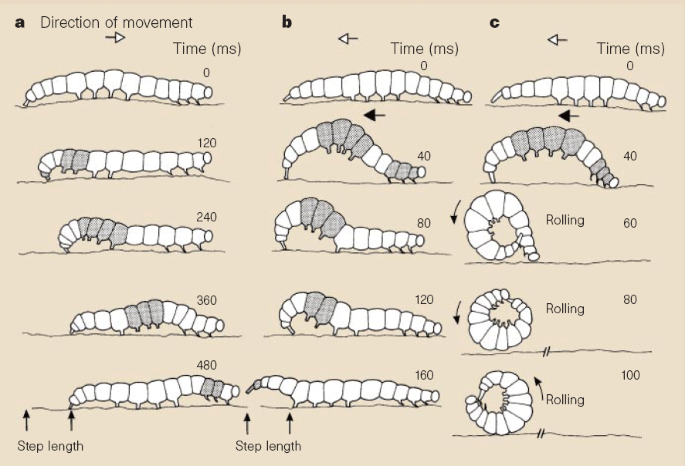 a Direction of movement
Time (ms)
0
120
240
360
480
Step length
b
Time (ms)
0
40
80
120
160
Step length
c
Time (ms)
0
40
Rolling 60
Rolling 80
Rolling 100